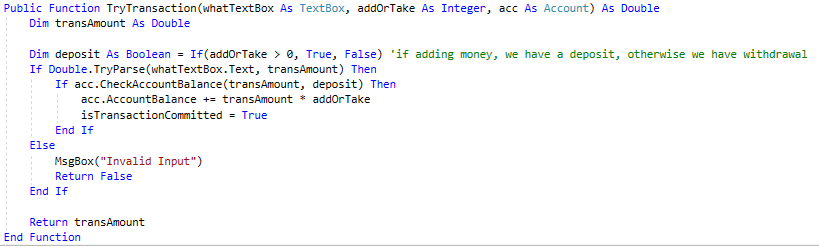 Public Function TryTransaction(whatTextBox As TextBox, addOrTake As Integer, acc As Account) As Double
    Dim transAmount As Double

    Dim deposit As Boolean = If(addOrTake > 0, True, False) 'if adding money, we have a deposit, otherwise we have withdrawal
    If Double.TryParse(whatTextBox.Text, transAmount) Then
        If acc.CheckAccountBalance(transAmount, deposit) Then
            acc.AccountBalance += transAmount * addOrTake
            isTransactionCommitted = True
        End If
    Else
        MsgBox("Invalid Input")
        Return False
    End If

    Return transAmount
End Function